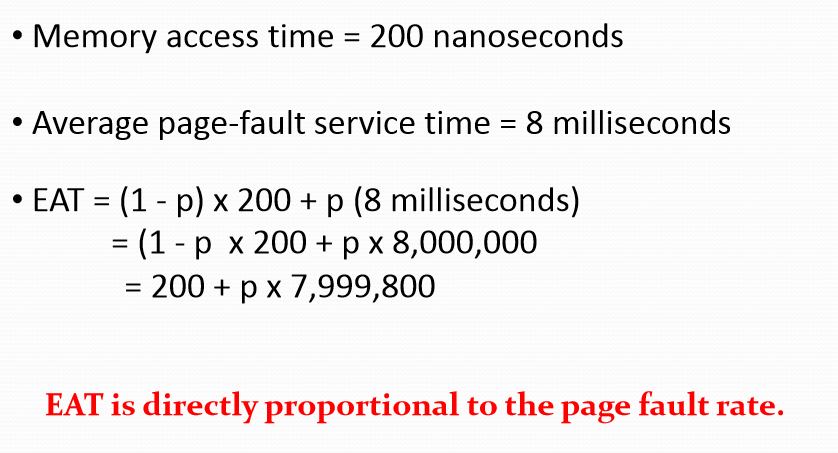 • Memory access time = 200 nanoseconds
• Average page-fault service time = 8 milliseconds
• EAT = (1 - p) x 200 + p (8 milliseconds)
= (1 - p  x 200 + p x 8,000,000
= 200 + p x 7,999,800
EAT is directly proportional to the page fault rate.